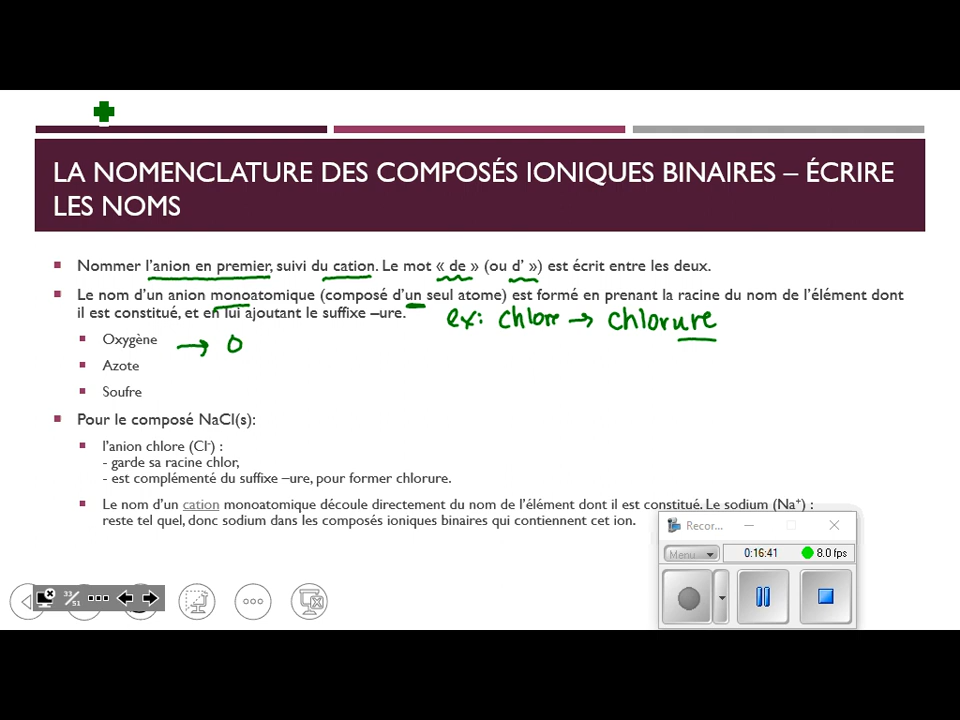 LA NOMENCLATURE DES COMPOSÉS IONIQUES BINAIRES – ÉCRIRE
LES NOMS
Nommer l'anion en premier, suivi du cation. Le mot « de » (ou d' ») est écrit entre les deux.
Le nom d'un anion monoatomique (composé d'un seul atome) est formé en prenant la racine du nom de l'élément dont
il est constitué, et en lui ajoutant le suffixe –ure.
ex: chlore → chlorure
Oxygène → O
Azote
Soufre
Pour le composé NaCl(s):
l'anion chlore (Cl-) :
- garde sa racine chlor,
- est complémenté du suffixe –ure, pour former chlorure.
Le nom d'un cation monoatomique découle directement du nom de l'élément dont il est constitué. Le sodium (Na+) :
reste tel quel, donc sodium dans les composés ioniques binaires qui contiennent cet ion.
Recor...
Menu
0:16:41
8.0 fps
33/51